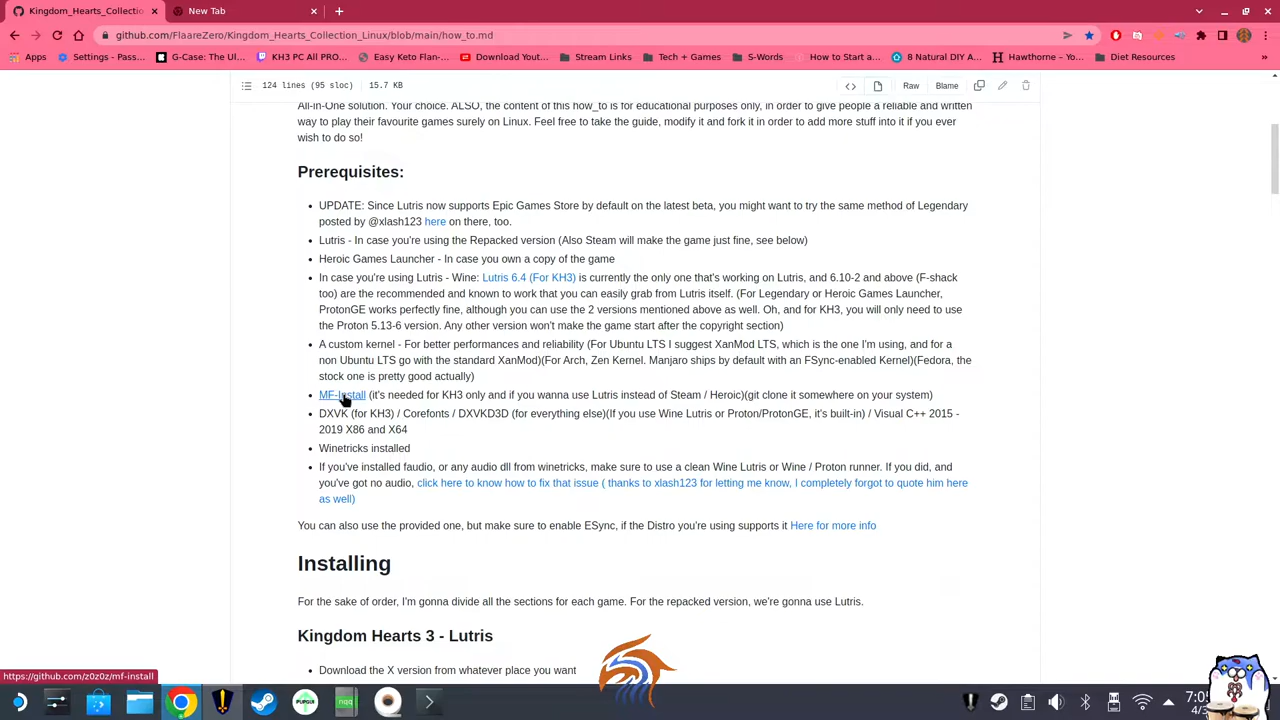 Kingdom_Hearts_Collection
New Tab
github.com/FlaareZero/Kingdom_Hearts_Collection_Linux/blob/main/how_to.md
Apps
Settings - Pass...
G-Case: The Ul...
KH3 PC ALL PRO...
Easy Keto Flan-...
Download Yout...
Stream Links
Tech + Games
S-Words
How to Start a...
8 Natural DIY A...
Hawthorne – Yo...
Diet Resources
»
124 lines (95 sloc)
15.7 KB
Raw
Blame
All-In-One solution. Your choice. ALSO, the content of this how_to is for educational purposes only, in order to give people a reliable and written
way to play their favourite games surely on Linux. Feel free to take the guide, modify it and fork it in order to add more stuff into it if you ever
wish to do so!
Prerequisites:
• UPDATE: Since Lutris now supports Epic Games Store by default on the latest beta, you might want to try the same method of Legendary
posted by @xlash123 here on there, too.
• Lutris - In case you're using the Repacked version (Also Steam will make the game just fine, see below)
• Heroic Games Launcher - In case you own a copy of the game
• In case you're using Lutris - Wine: Lutris 6.4 (For KH3) is currently the only one that's working on Lutris, and 6.10-2 and above (F-shack
too) are the recommended and known to work that you can easily grab from Lutris itself. (For Legendary or Heroic Games Launcher,
ProtonGE works perfectly fine, although you can use the 2 versions mentioned above as well. Oh, and for KH3, you will only need to use
the Proton 5.13-6 version. Any other version won't make the game start after the copyright section)
• A custom kernel - For better performances and reliability (For Ubuntu LTS I suggest XanMod LTS, which is the one I'm using, and for a
non Ubuntu LTS go with the standard XanMod)(For Arch, Zen Kernel. Manjaro ships by default with an FSync-enabled Kernel)(Fedora, the
stock one is pretty good actually)
• MF-Install (it's needed for KH3 only and if you wanna use Lutris instead of Steam / Heroic)(git clone it somewhere on your system)
• DXVK (for KH3) / Corefonts / DXVKD3D (for everything else)(If you use Wine Lutris or Proton/ProtonGE, it's built-in) / Visual C++ 2015 -
2019 X86 and X64
• Winetricks installed
• If you've installed faudio, or any audio dll from winetricks, make sure to use a clean Wine Lutris or Wine / Proton runner. If you did, and
you've got no audio, click here to know how to fix that issue ( thanks to xlash123 for letting me know, I completely forgot to quote him here
as well)
You can also use the provided one, but make sure to enable ESync, if the Distro you're using supports it Here for more info
Installing
For the sake of order, I'm gonna divide all the sections for each game. For the repacked version, we're gonna use Lutris.
Kingdom Hearts 3 - Lutris
• Download the X version from whatever place you want
https://github.com/z0z0z/mf-install
PUPGUI
nqq